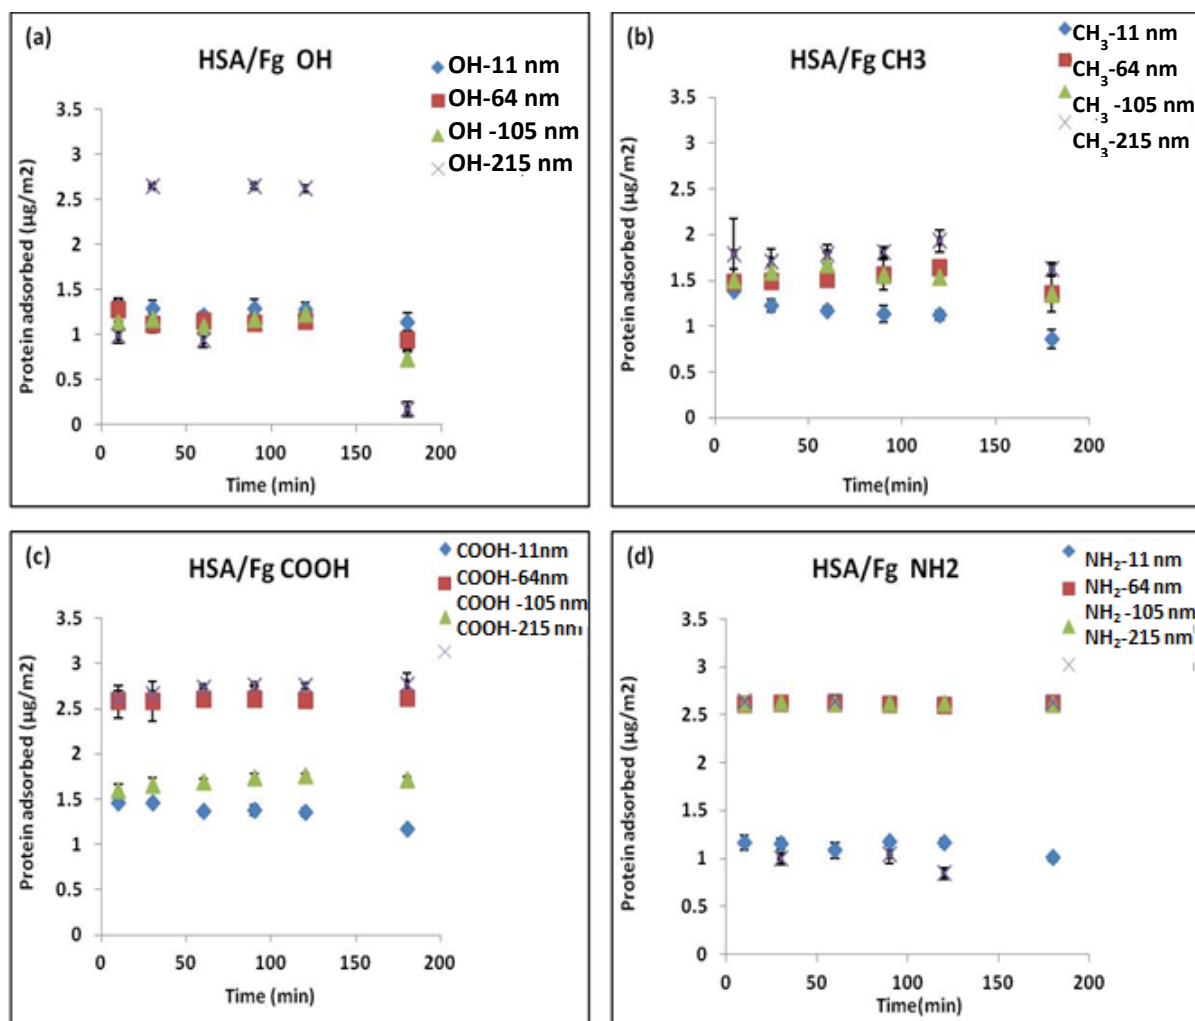 (a)
HSA/Fg OH
OH-11 nm
OH-64 nm
OH -105 nm
OH-215 nm
Protein adsorbed (µg/m2)
3.5
3
2.5
2
1.5
1
0.5
0
0 50 100 150 200
Time (min)
(b)
HSA/Fg CH3
CH3-11 nm
CH3-64 nm
CH3 -105 nm
CH3-215 nm
Protein adsorbed (µg/m2)
3.5
3
2.5
2
1.5
1
0.5
0
0 50 100 150 200
Time(min)
(c)
HSA/Fg COOH
COOH-11nm
COOH-64nm
COOH -105 nm
COOH-215 nm
Protein adsorbed (µg/m2)
3.5
3
2.5
2
1.5
1
0.5
0
0 50 100 150 200
Time (min)
(d)
HSA/Fg NH2
NH2-11 nm
NH2-64 nm
NH2 -105 nm
NH2-215 nm
Protein adsorbed (µg/m2)
3.5
3
2.5
2
1.5
1
0.5
0
0 50 100 150 200
Time(min)